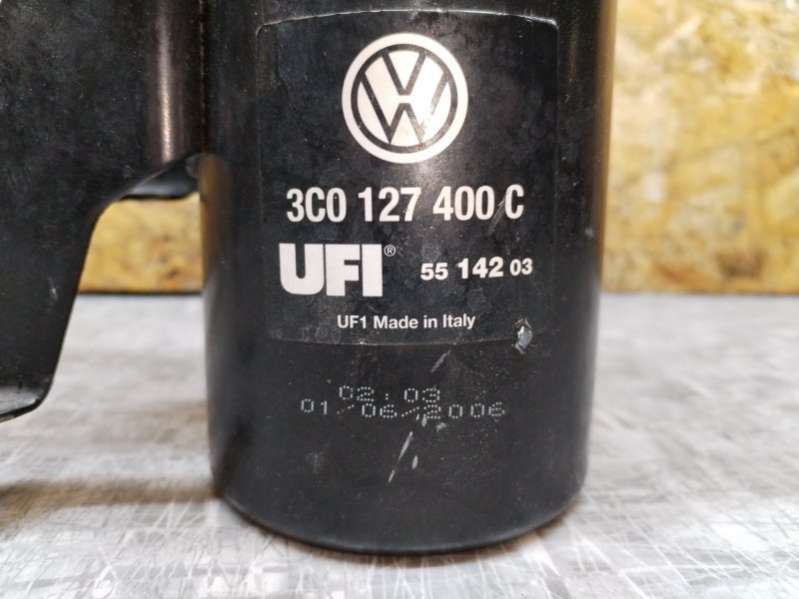 3C0 127 400 C
UFI® 55 142 03
UF1 Made in Italy
02:03
01/06/2006